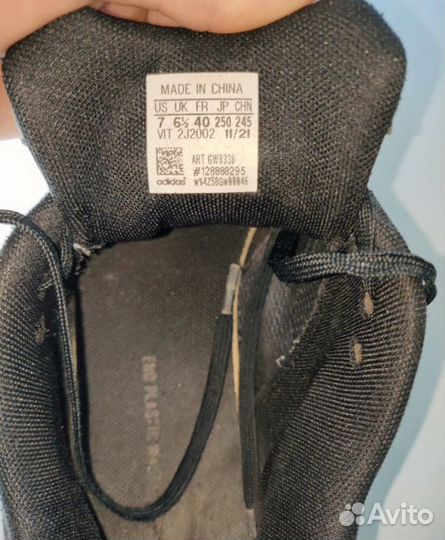 MADE IN CHINA
US UK FR JP CHN
7 6½ 40 250 245
VIT 2J2002 11/21
ART GW8336
#128888295
adidas
Avito